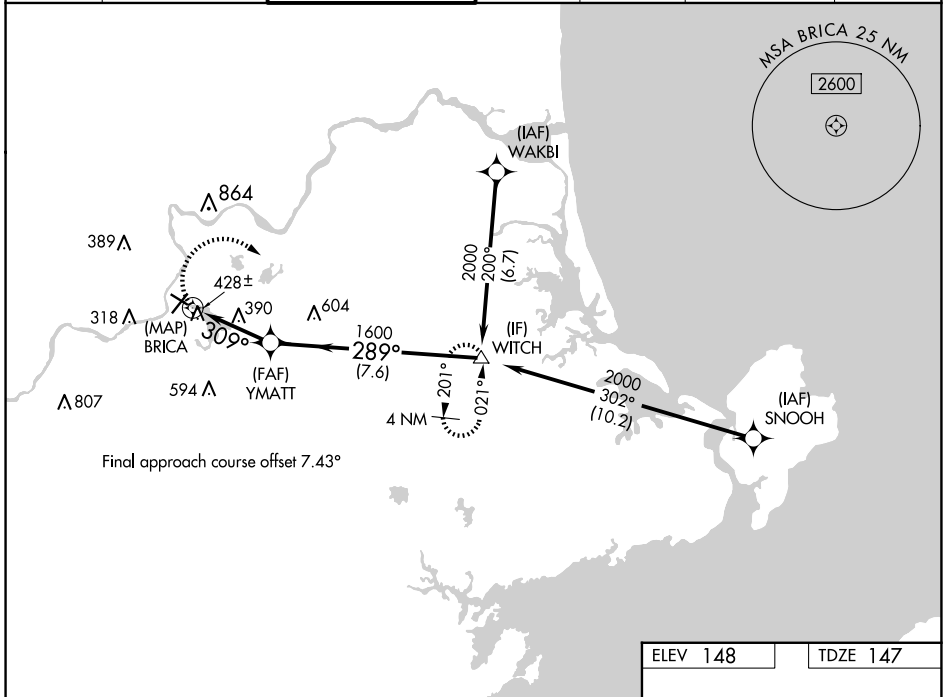 MSA BRICA 25 NM
2600
(IAF)
WAKBI
864
389
2000
200°
(6.7)
428±
318
390
604
(MAP)
BRICA
309°
1600
289°
(7.6)
(IF)
WITCH
(FAF)
YMATT
594
807
201°
021°
4 NM
2000
302°
(10.2)
(IAF)
SNOOH
Final approach course offset 7.43°
ELEV 148
TDZE 147